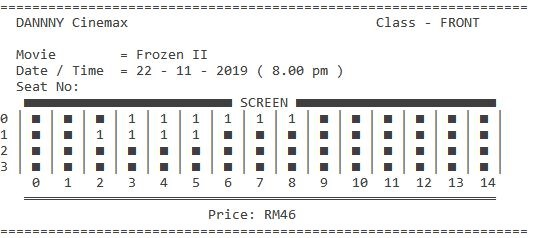 DANNNY Cinemax Class - FRONT
Movie = Frozen II
Date / Time = 22 - 11 - 2019 ( 8.00 pm )
Seat No:
SCREEN
0 | ■ | ■ | ■ | 1 | 1 | 1 | 1 | 1 | 1 | ■ | ■ | ■ | ■ | ■ | ■ |
1 | ■ | ■ | 1 | 1 | 1 | 1 | ■ | ■ | ■ | ■ | ■ | ■ | ■ | ■ | ■ |
2 | ■ | ■ | ■ | ■ | ■ | ■ | ■ | ■ | ■ | ■ | ■ | ■ | ■ | ■ | ■ |
3 | ■ | ■ | ■ | ■ | ■ | ■ | ■ | ■ | ■ | ■ | ■ | ■ | ■ | ■ | ■ |
0 1 2 3 4 5 6 7 8 9 10 11 12 13 14
Price: RM46